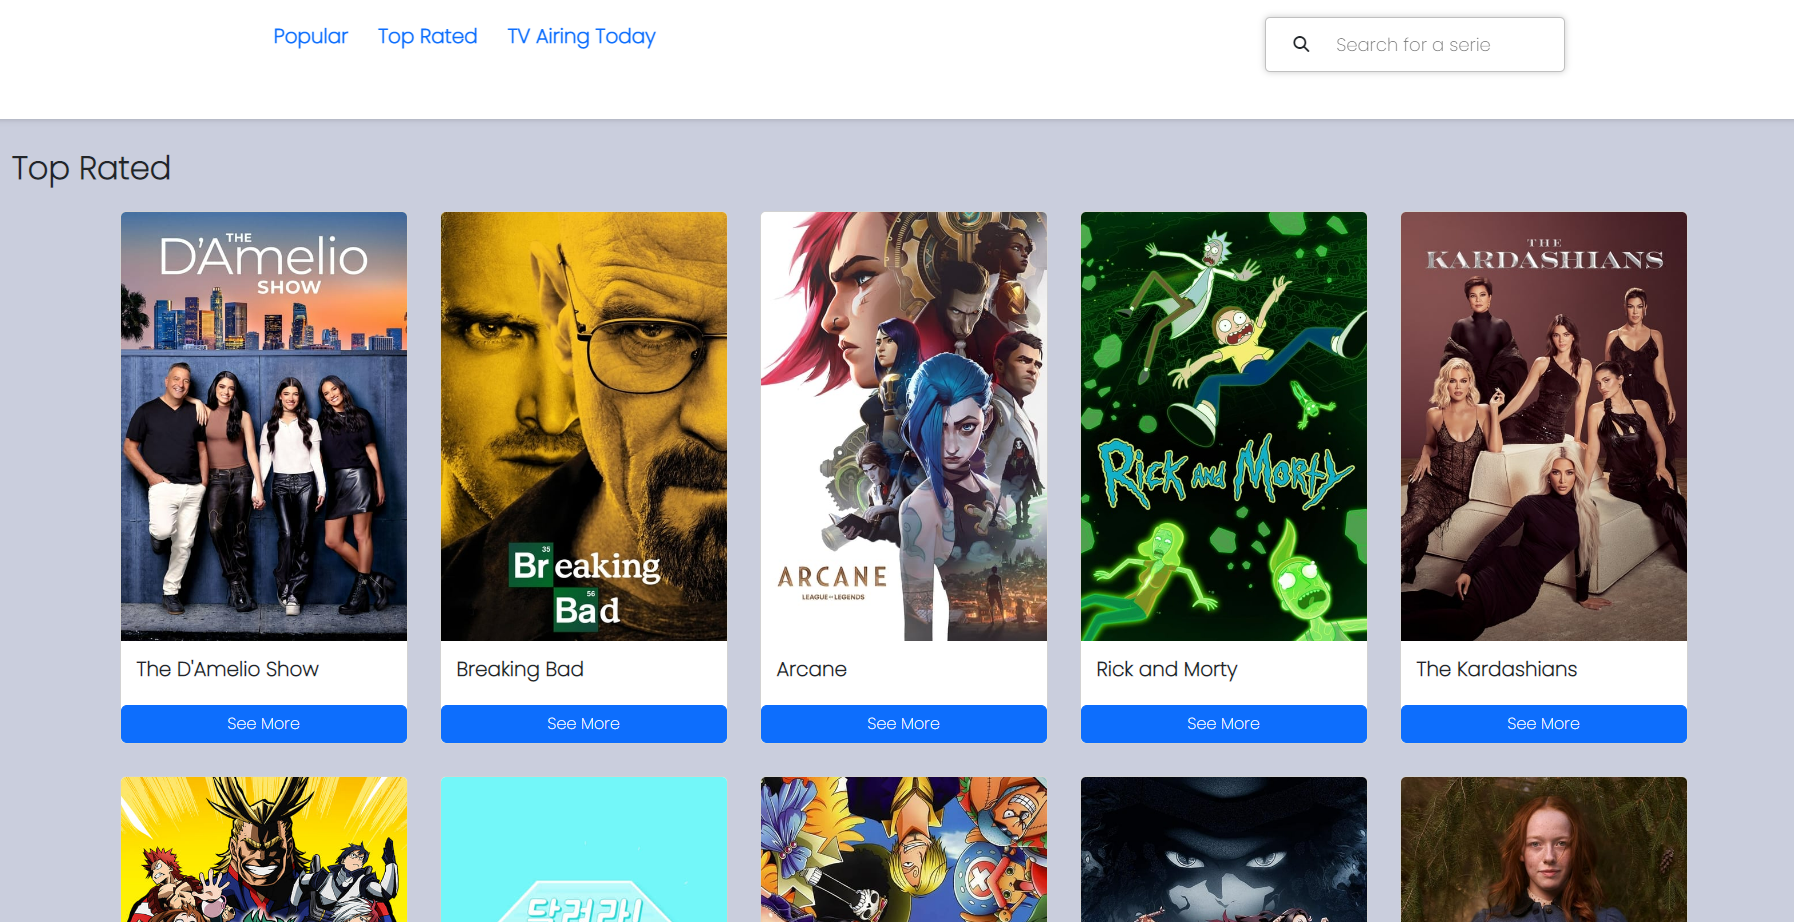 Popular Top Rated TV Airing Today
Search for a serie
Top Rated
THE
D'Amelio
SHOW
35
Breaking
56
Bad
ARCANE
LEAGUE OF LEGENDS
RICK AND MORTY
THE
KARDASHIANS
The D'Amelio Show
See More
Breaking Bad
See More
Arcane
See More
Rick and Morty
See More
The Kardashians
See More
달려라!